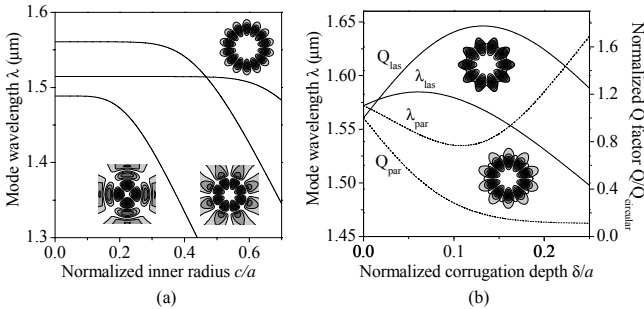 1.6
1.5
1.4
1.3
Mode wavelength λ (μm)
0.0 0.2 0.4 0.6
Normalized inner radius c/a
(a)
1.65
1.60
1.55
1.50
1.45
Mode wavelength λ (μm)
Qlas
λlas
λpar
Qpar
1.6
1.2
0.8
0.4
0.0
Normalized Q factor Q/Qcircular
0.0 0.1 0.2
Normalized corrugation depth δ/a
(b)